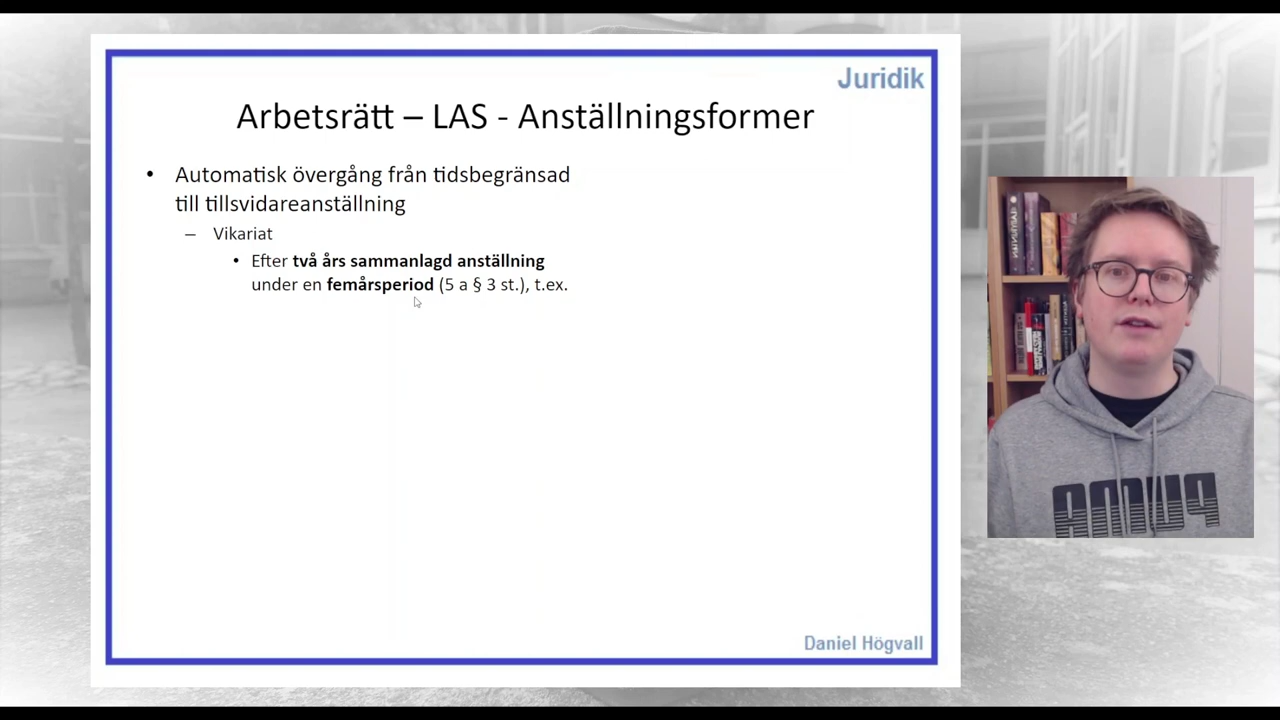 Juridik
Arbetsrätt – LAS - Anställningsformer
• Automatisk övergång från tidsbegränsad
till tillsvidareanställning
– Vikariat
• Efter två års sammanlagd anställning
under en femårsperiod (5 a § 3 st.), t.ex.
Daniel Högvall